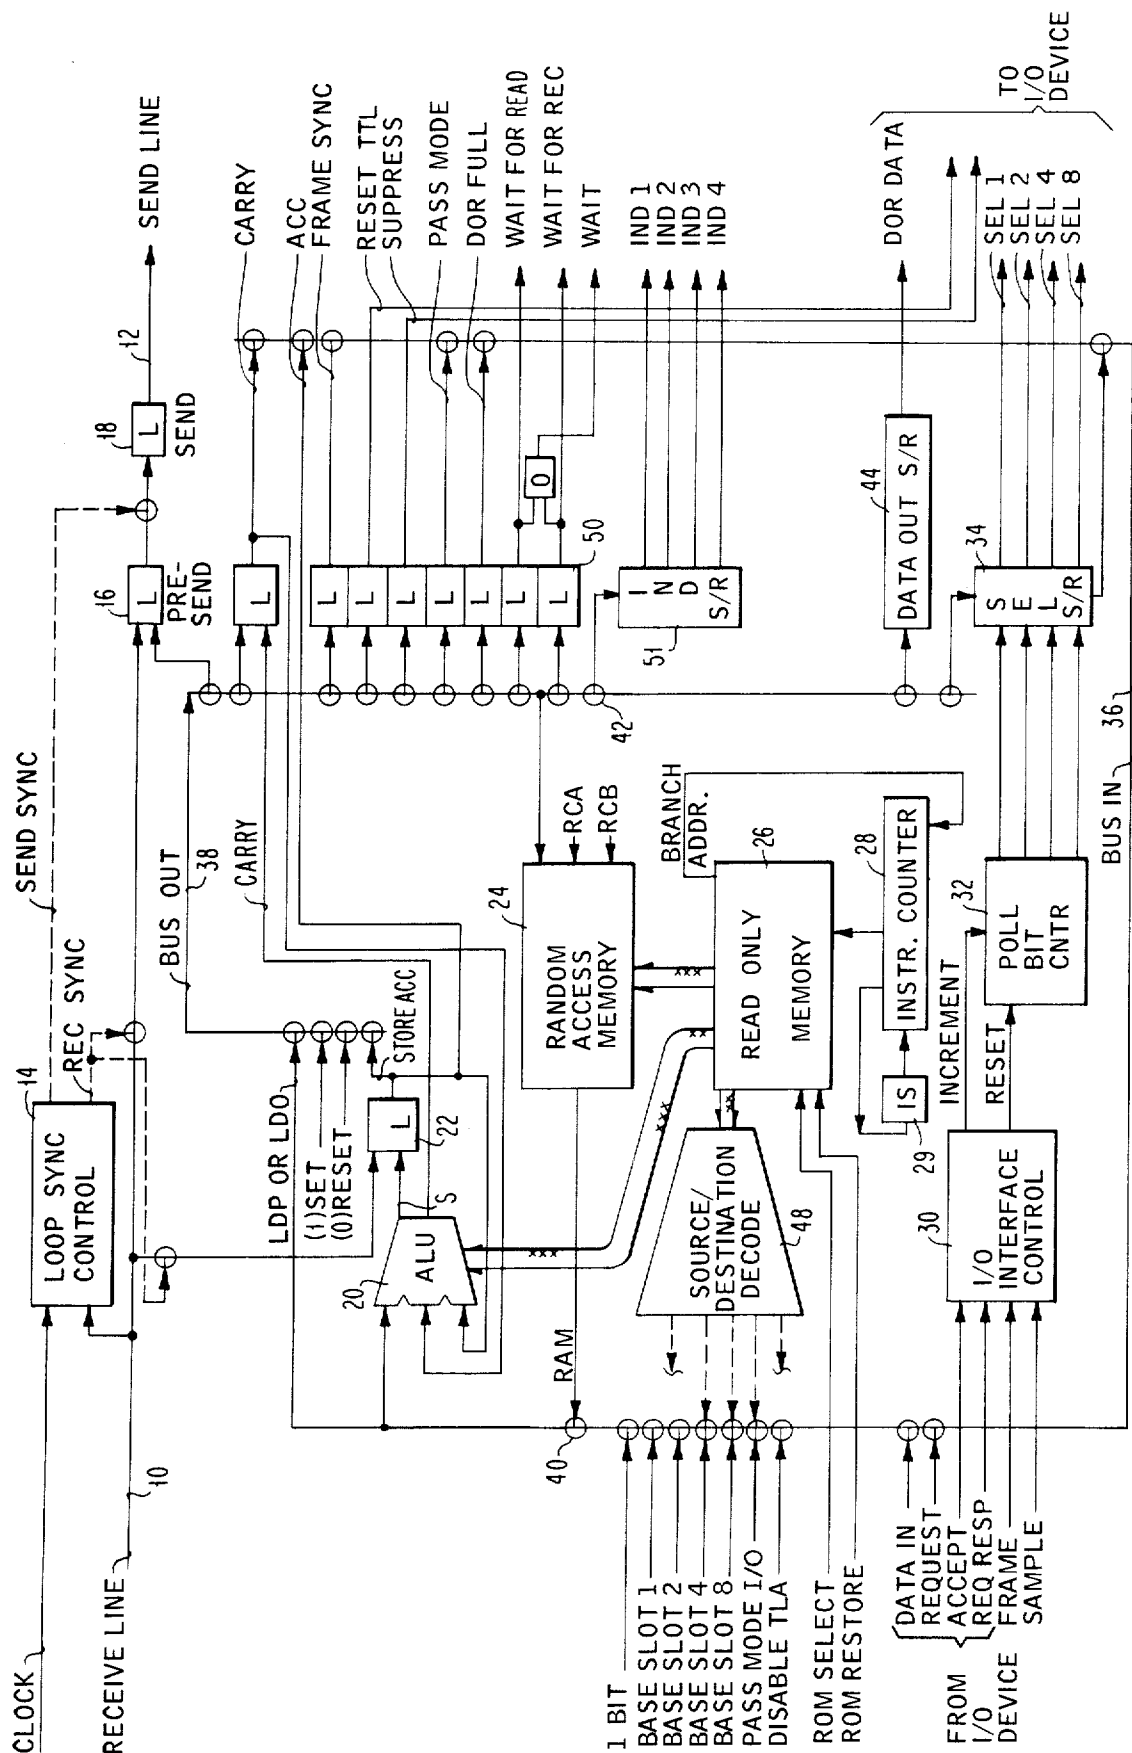 CLOCK
RECEIVE LINE
10
14
LOOP SYNC
CONTROL
SEND SYNC
REC SYNC
16
L
PRE-
SEND
18
L
SEND
12
SEND LINE
BUS OUT
38
CARRY
LDP OR LDO
(1)SET
(0)RESET
STORE ACC
L
22
20
ALU
S
L
CARRY
ACC
FRAME SYNC
RESET TTL
SUPPRESS
PASS MODE
DOR FULL
WAIT FOR READ
WAIT FOR REC
WAIT
L
L
L
L
L
L
L
50
O
IND
S/R
51
IND 1
IND 2
IND 3
IND 4
42
RAM
40
24
RANDOM
ACCESS
MEMORY
RCA
RCB
BRANCH
ADDR.
26
READ ONLY
MEMORY
xxx
xx
xxx
xxx
xx
SOURCE/
DESTINATION
DECODE
48
1 BIT
BASE SLOT 1
BASE SLOT 2
BASE SLOT 4
BASE SLOT 8
PASS MODE I/O
DISABLE TLA
ROM SELECT
ROM RESTORE
28
INSTR. COUNTER
IS
29
44
DATA OUT S/R
DOR DATA
TO
I/O
DEVICE
FROM
I/O
DEVICE
DATA IN
REQUEST
ACCEPT
REQ RESP
FRAME
SAMPLE
30
I/O
INTERFACE
CONTROL
INCREMENT
RESET
32
POLL
BIT
CNTR
34
SEL
S/R
SEL 1
SEL 2
SEL 4
SEL 8
BUS IN
36